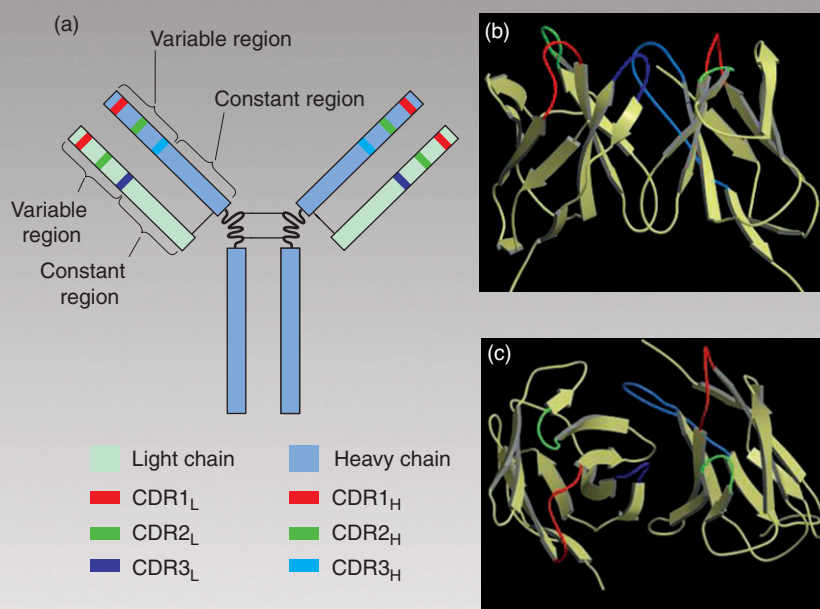 (a)
Variable region
Constant region
Variable
region
Constant
region
Light chain
Heavy chain
CDR1L
CDR1H
CDR2L
CDR2H
CDR3L
CDR3H
(b)
(c)